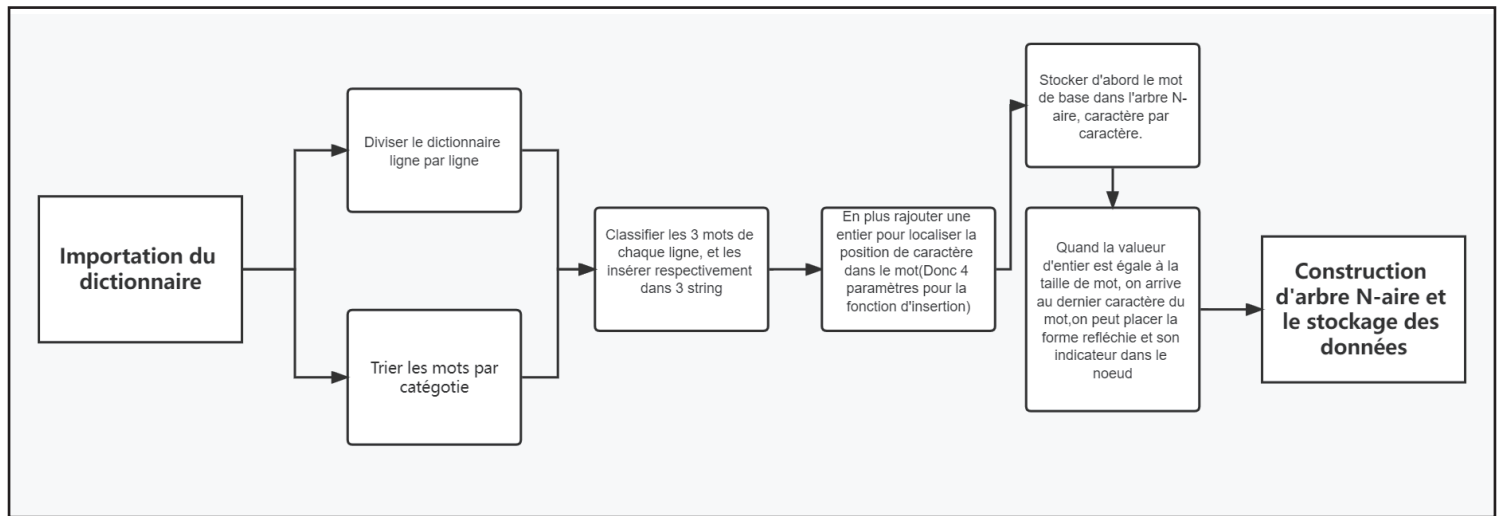 Importation du
dictionnaire
Diviser le dictionnaire
ligne par ligne
Trier les mots par
catégotie
Classifier les 3 mots de
chaque ligne, et les
insérer respectivement
dans 3 string
En plus rajouter une
entier pour localiser la
position de caractère
dans le mot(Donc 4
paramètres pour la
fonction d'insertion)
Stocker d'abord le mot
de base dans l'arbre N-
aire, caractère par
caractère.
Quand la valueur
d'entier est égale à la
taille de mot, on arrive
au dernier caractère du
mot,on peut placer la
forme refléchie et son
indicateur dans le
noeud
Construction
d'arbre N-aire et
le stockage des
données